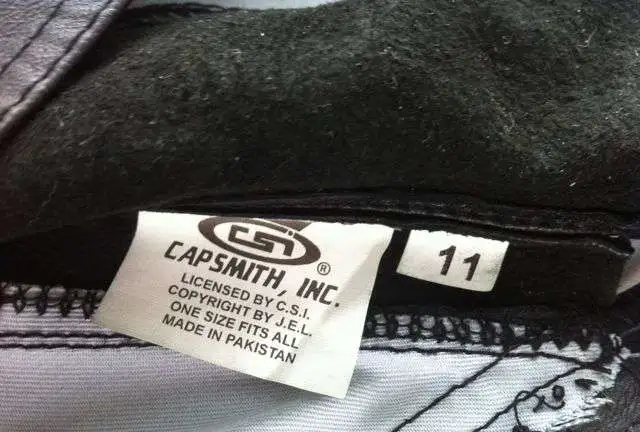 CSI
CAPSMITH, INC.®
LICENSED BY C.S.I.
COPYRIGHT BY J.E.L.
ONE SIZE FITS ALL
MADE IN PAKISTAN
11